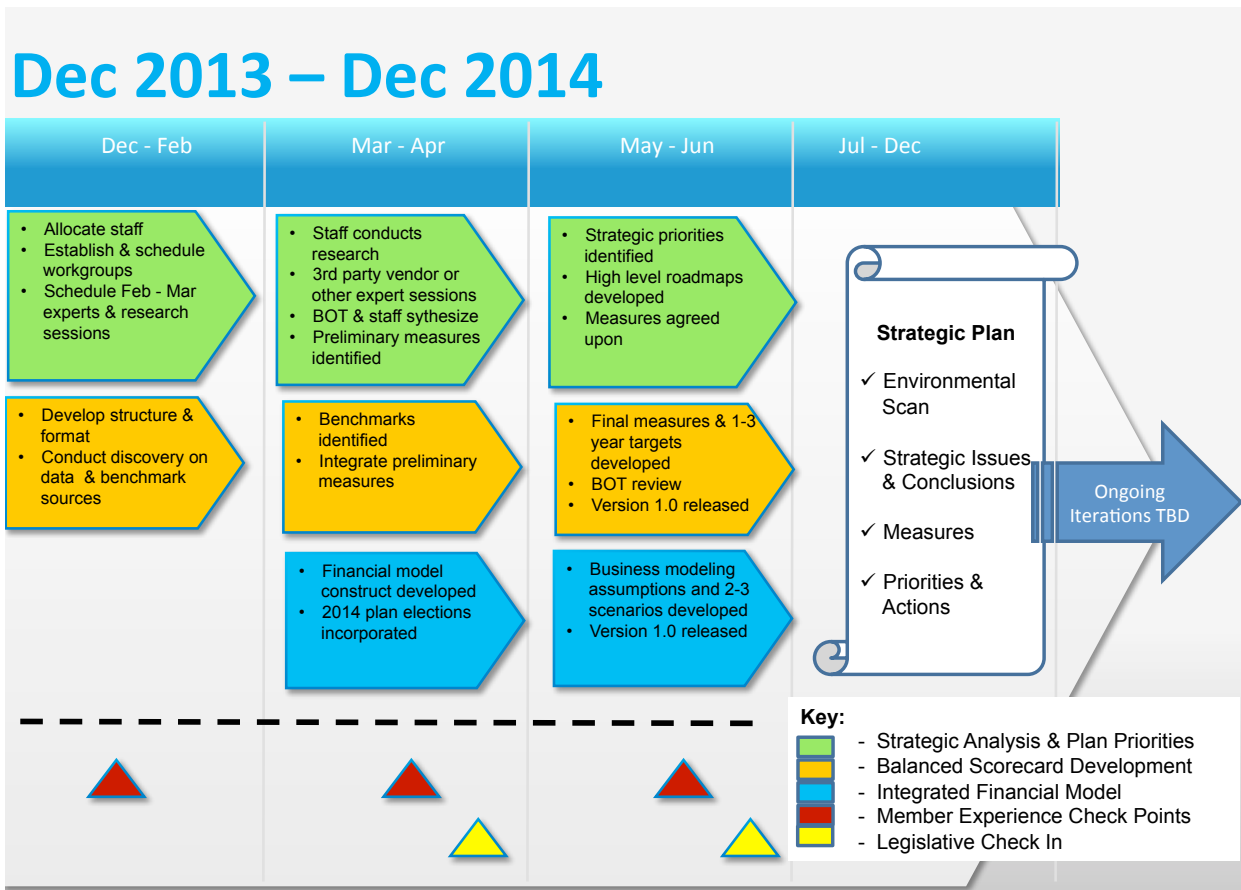 Dec 2013 – Dec 2014
Dec - Feb
Mar - Apr
May - Jun
Jul - Dec
• Allocate staff
• Establish & schedule
workgroups
• Schedule Feb - Mar
experts & research
sessions
• Staff conducts
research
• 3rd party vendor or
other expert sessions
• BOT & staff sythesize
• Preliminary measures
identified
• Strategic priorities
identified
• High level roadmaps
developed
• Measures agreed
upon
• Develop structure &
format
• Conduct discovery on
data & benchmark
sources
• Benchmarks
identified
• Integrate preliminary
measures
• Final measures & 1-3
year targets
developed
• BOT review
• Version 1.0 released
• Financial model
construct developed
• 2014 plan elections
incorporated
• Business modeling
assumptions and 2-3
scenarios developed
• Version 1.0 released
Strategic Plan
✓ Environmental
Scan
✓ Strategic Issues
& Conclusions
✓ Measures
✓ Priorities &
Actions
Ongoing
Iterations TBD
Key:
- Strategic Analysis & Plan Priorities
- Balanced Scorecard Development
- Integrated Financial Model
- Member Experience Check Points
- Legislative Check In